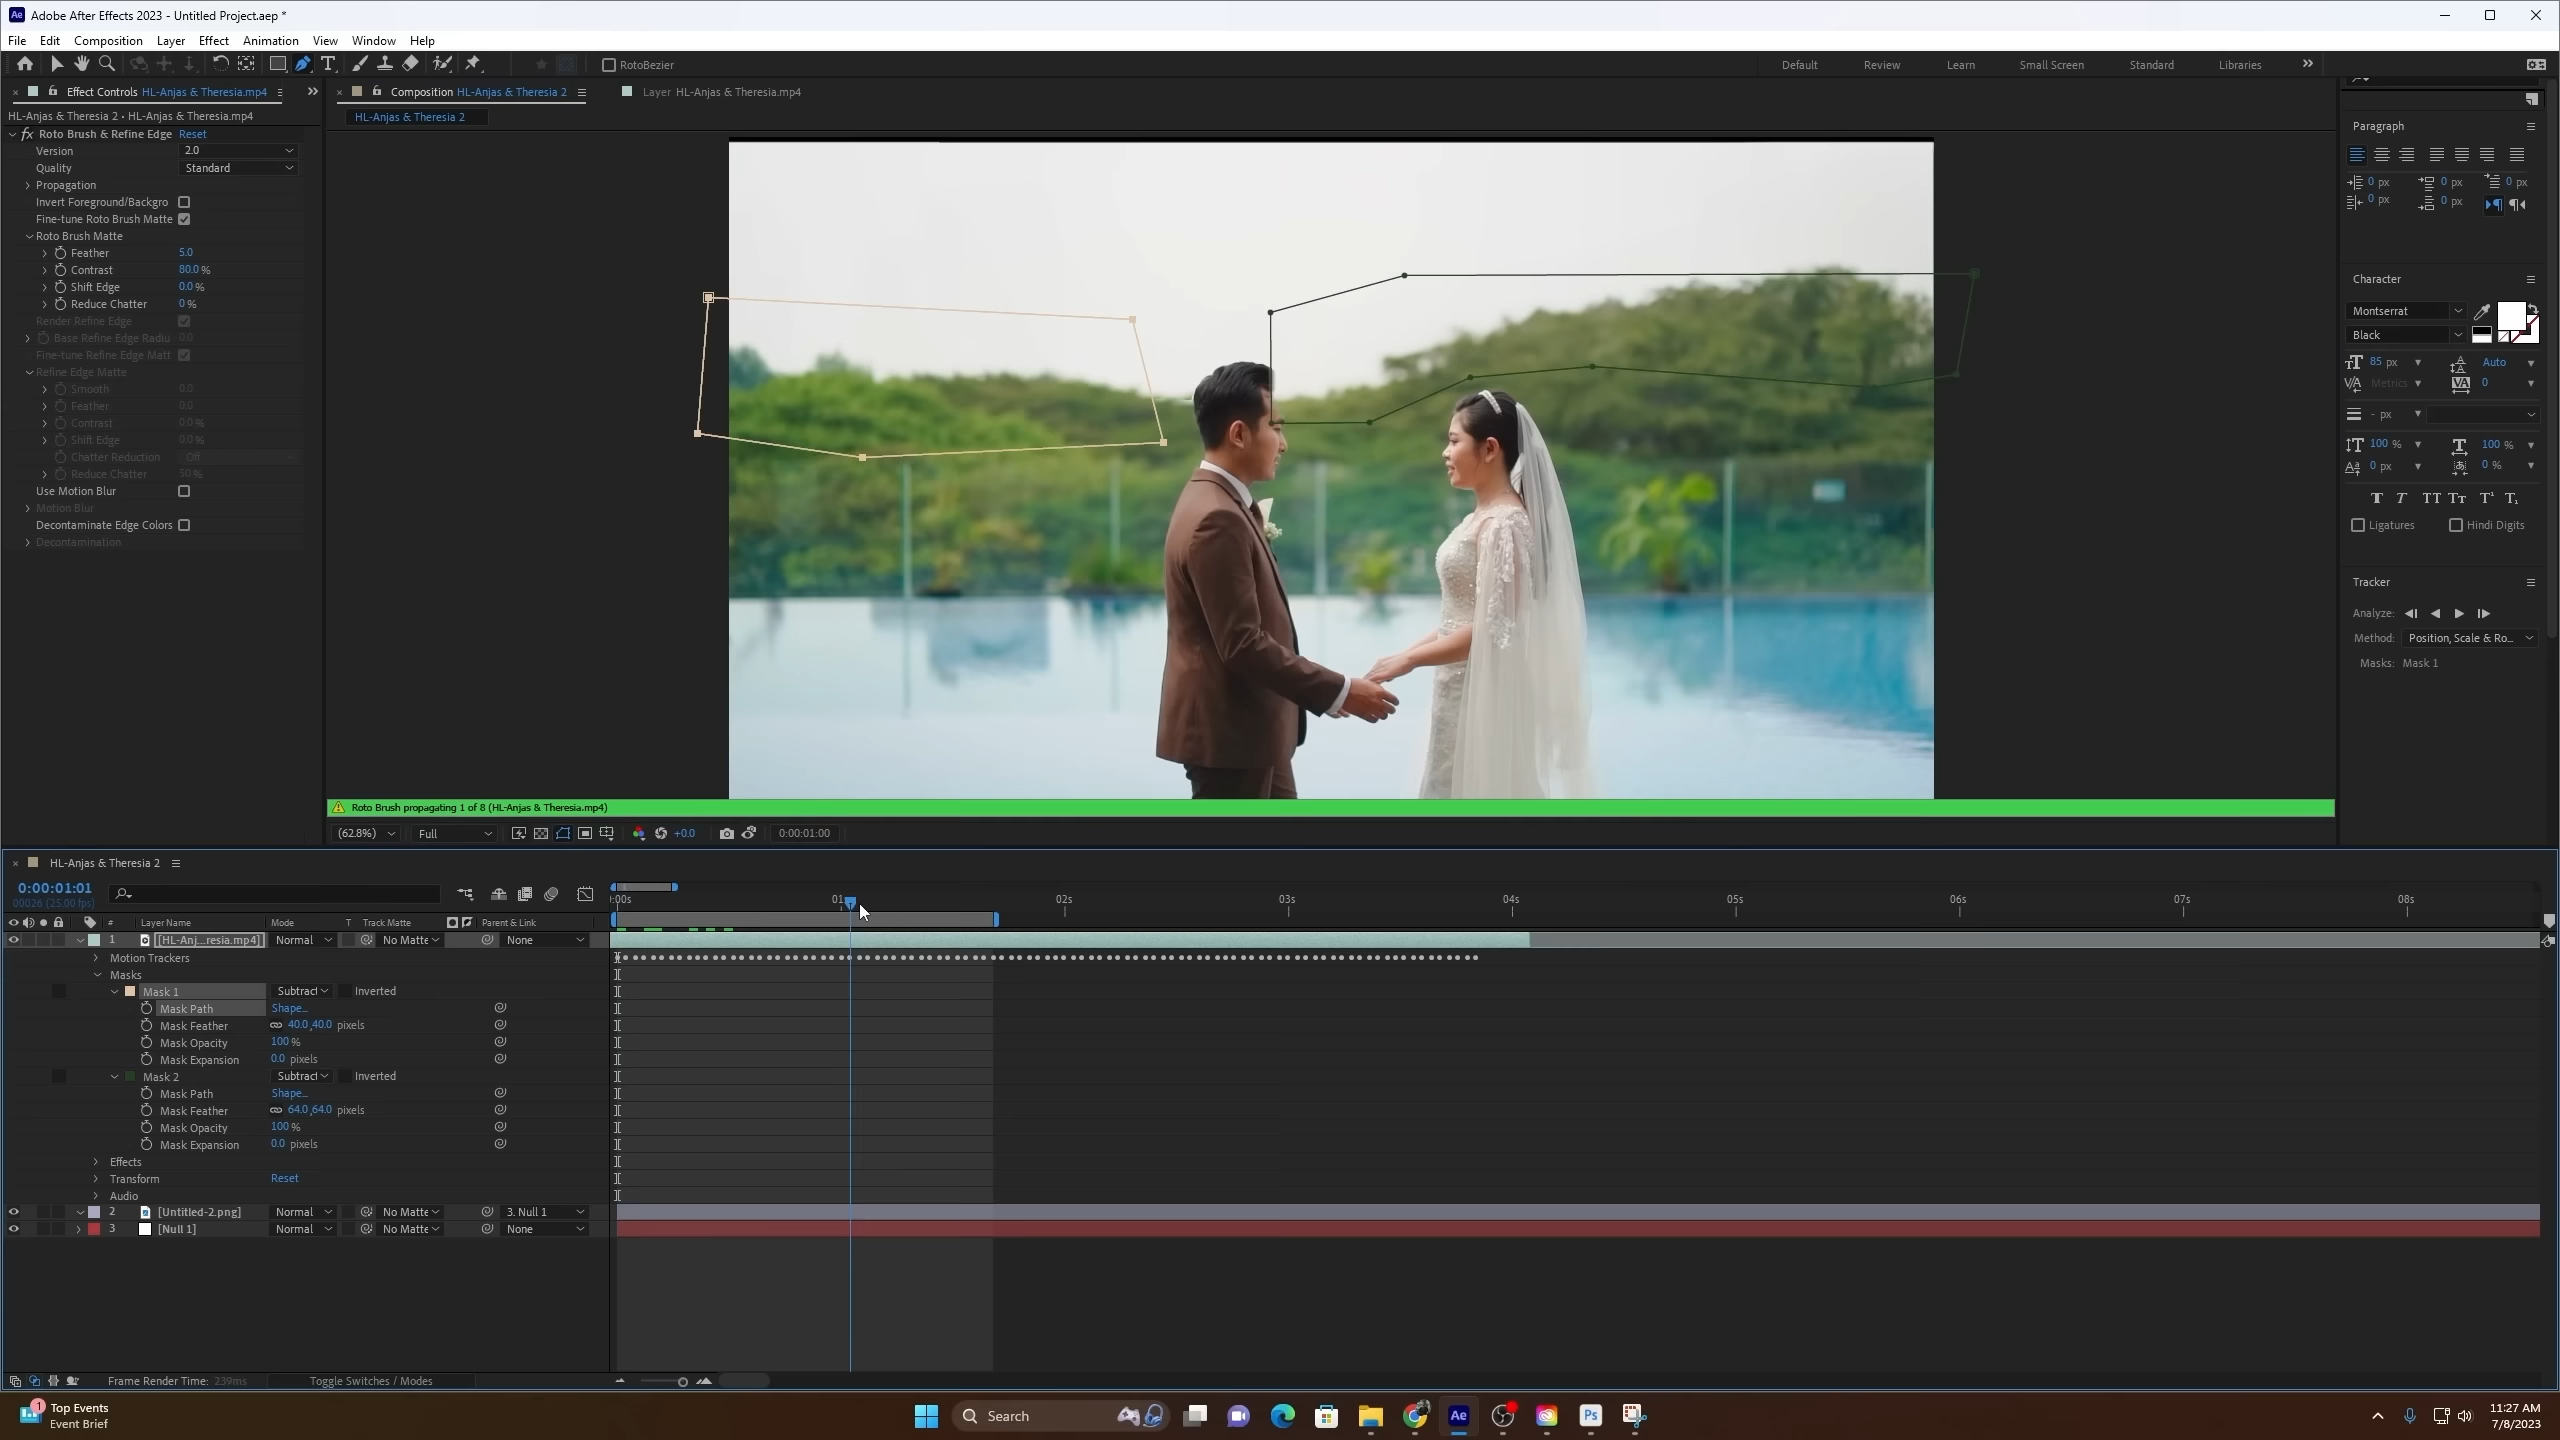 Adobe After Effects 2023 - Untitled Project.aep *
File Edit Composition Layer Effect Animation View Window Help
RotoBezier
Default Review Learn Small Screen Standard Libraries
Effect Controls HL-Anjas & Theresia.mp4
HL-Anjas & Theresia 2 • HL-Anjas & Theresia.mp4
fx Roto Brush & Refine Edge Reset
Version 2.0
Quality Standard
Propagation
Invert Foreground/Backgro
Fine-tune Roto Brush Matte
Roto Brush Matte
Feather 5.0
Contrast 80.0 %
Shift Edge 0.0 %
Reduce Chatter 0 %
Render Refine Edge
Base Refine Edge Radiu 0.0
Fine-tune Refine Edge Matt
Refine Edge Matte
Smooth 0.0
Feather 0.0
Contrast 0.0 %
Shift Edge 0.0 %
Chatter Reduction Off
Reduce Chatter 50 %
Use Motion Blur
Motion Blur
Decontaminate Edge Colors
Decontamination
Composition HL-Anjas & Theresia 2
Layer HL-Anjas & Theresia.mp4
HL-Anjas & Theresia 2
Roto Brush propagating 1 of 8 (HL-Anjas & Theresia.mp4)
(62.8%) Full +0.0 0:00:01:00
Paragraph
0 px 0 px 0 px
0 px 0 px
Character
Montserrat
Black
85 px Auto
Metrics 0
- px
100 % 100 %
0 px 0 %
T T TT Tт T¹ T₁
Ligatures Hindi Digits
Tracker
Analyze:
Method: Position, Scale & Ro...
Masks: Mask 1
HL-Anjas & Theresia 2
0:00:01:01
00026 (25.00 fps)
:00s 01 02s 03s 04s 05s 06s 07s 08s
# Layer Name Mode T Track Matte Parent & Link
1 [HL-Anj...resia.mp4] Normal No Matte None
Motion Trackers
Masks
Mask 1 Subtract Inverted
Mask Path Shape...
Mask Feather 40.0,40.0 pixels
Mask Opacity 100 %
Mask Expansion 0.0 pixels
Mask 2 Subtract Inverted
Mask Path Shape...
Mask Feather 64.0,64.0 pixels
Mask Opacity 100 %
Mask Expansion 0.0 pixels
Effects
Transform Reset
Audio
2 [Untitled-2.png] Normal No Matte 3. Null 1
3 [Null 1] Normal No Matte None
Frame Render Time: 239ms Toggle Switches / Modes
1 Top Events
Event Brief
Search
Ae
Ps
11:27 AM
7/8/2023